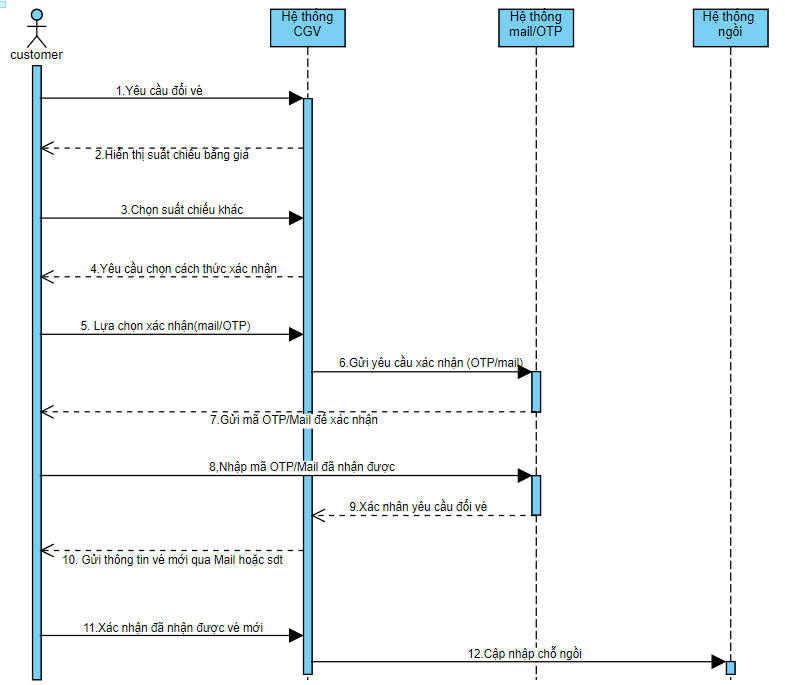 Hệ thống
CGV
Hệ thống
mail/OTP
Hệ thống
ngồi
customer
1.Yêu cầu đổi vé
2.Hiển thị suất chiếu bằng giá
3.Chọn suất chiếu khác
4.Yêu cầu chọn cách thức xác nhận
5. Lựa chọn xác nhận(mail/OTP)
6.Gửi yêu cầu xác nhận (OTP/mail)
7.Gửi mã OTP/Mail để xác nhận
8,Nhập mã OTP/Mail đã nhận được
9.Xác nhân yêu cầu đổi vé
10. Gửi thông tin vé mới qua Mail hoặc sdt
11.Xác nhận đã nhận được vé mới
12.Cập nhập chỗ ngồi